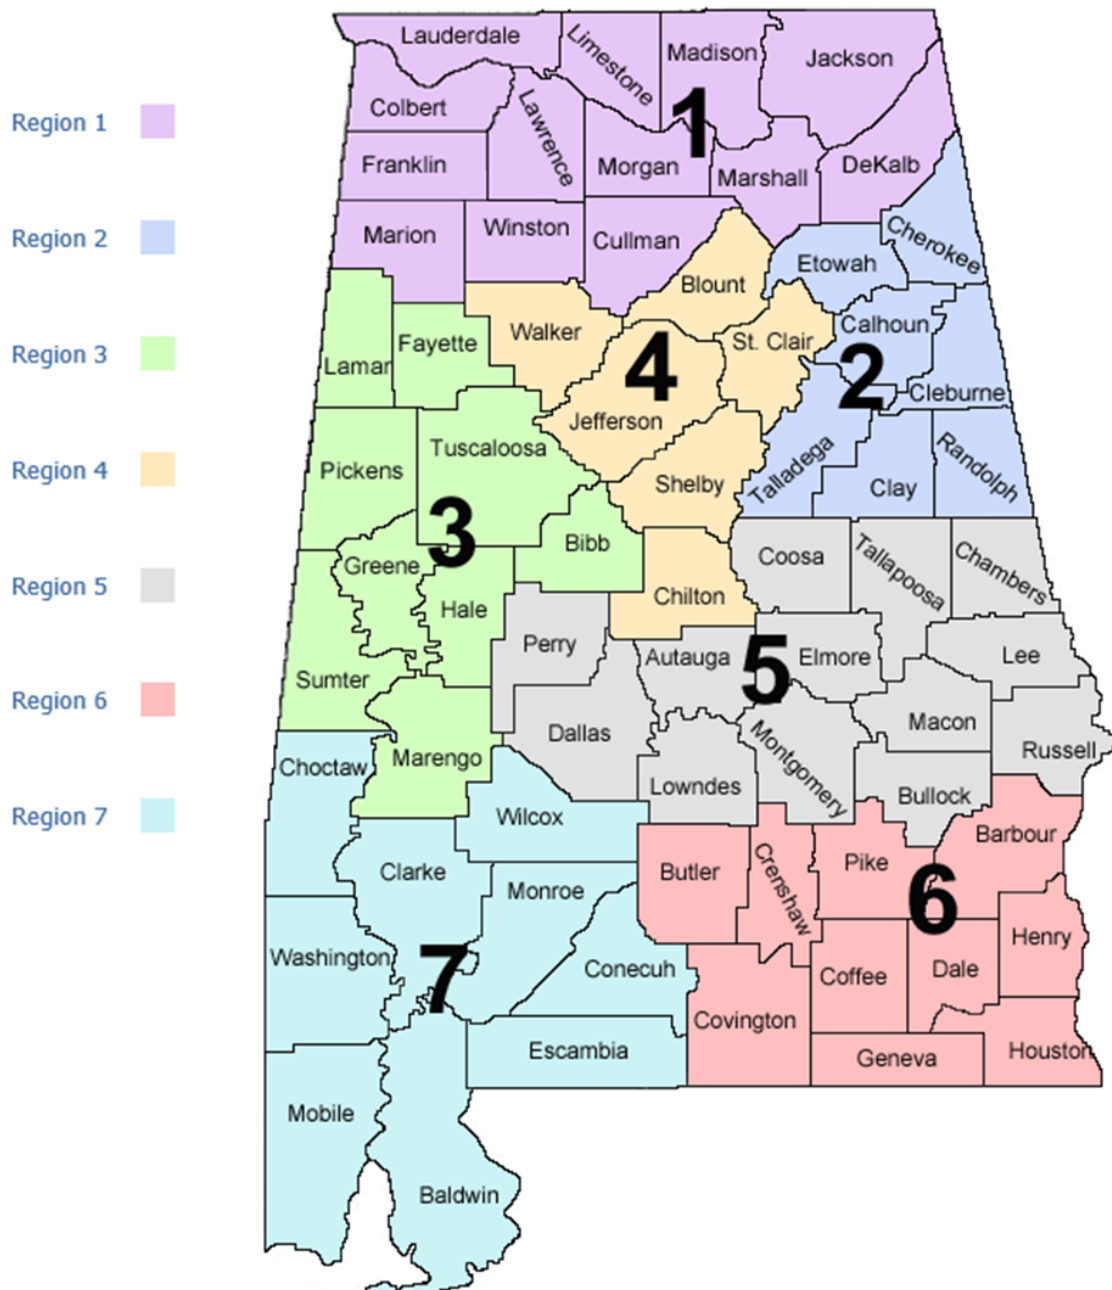 Region 1
Region 2
Region 3
Region 4
Region 5
Region 6
Region 7
Lauderdale
Limestone
Madison
Jackson
Colbert
Lawrence
1
Franklin
Morgan
Marshall
DeKalb
Marion
Winston
Cullman
Cherokee
Etowah
Blount
Walker
Calhoun
Fayette
St. Clair
Lamar
4
2
Cleburne
Jefferson
Tuscaloosa
Pickens
Shelby
Talladega
Clay
Randolph
3
Bibb
Coosa
Tallapoosa
Chambers
Greene
Hale
Chilton
Perry
Autauga
5
Elmore
Lee
Sumter
Dallas
Macon
Montgomery
Russell
Choctaw
Marengo
Lowndes
Bullock
Wilcox
Barbour
Clarke
Butler
Crenshaw
Pike
Monroe
6
Henry
Washington
7
Conecuh
Coffee
Dale
Covington
Escambia
Geneva
Houston
Mobile
Baldwin